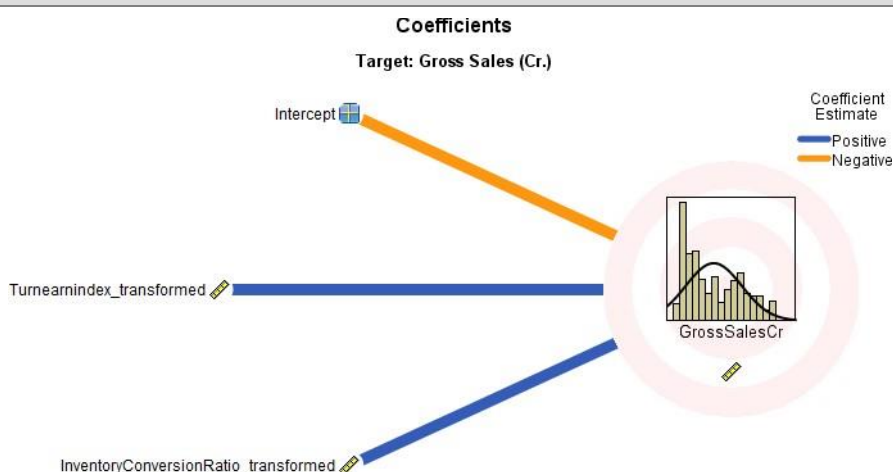 Coefficients
Target: Gross Sales (Cr.)
Intercept
Coefficient
Estimate
Positive
Negative
Turnearnindex_transformed
GrossSalesCr
InventoryConversionRatio_transformed